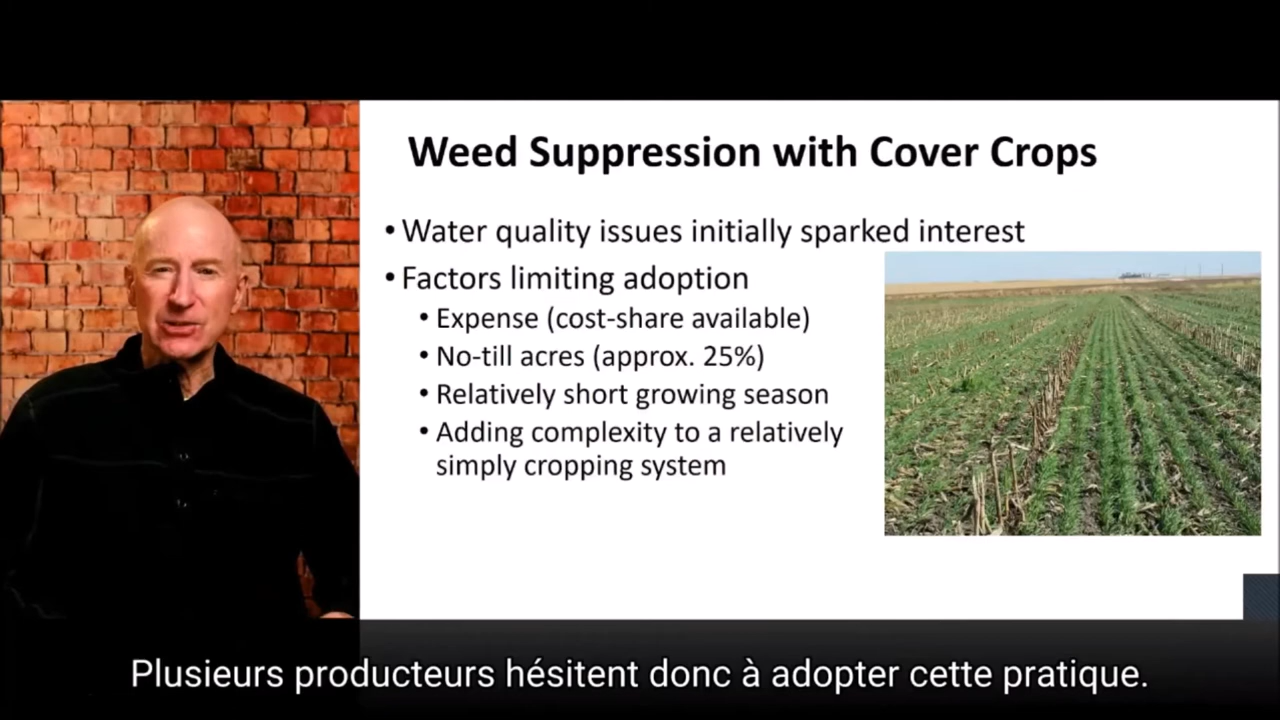 Weed Suppression with Cover Crops
• Water quality issues initially sparked interest
• Factors limiting adoption
• Expense (cost-share available)
• No-till acres (approx. 25%)
• Relatively short growing season
• Adding complexity to a relatively
simply cropping system
Plusieurs producteurs hésitent donc à adopter cette pratique.